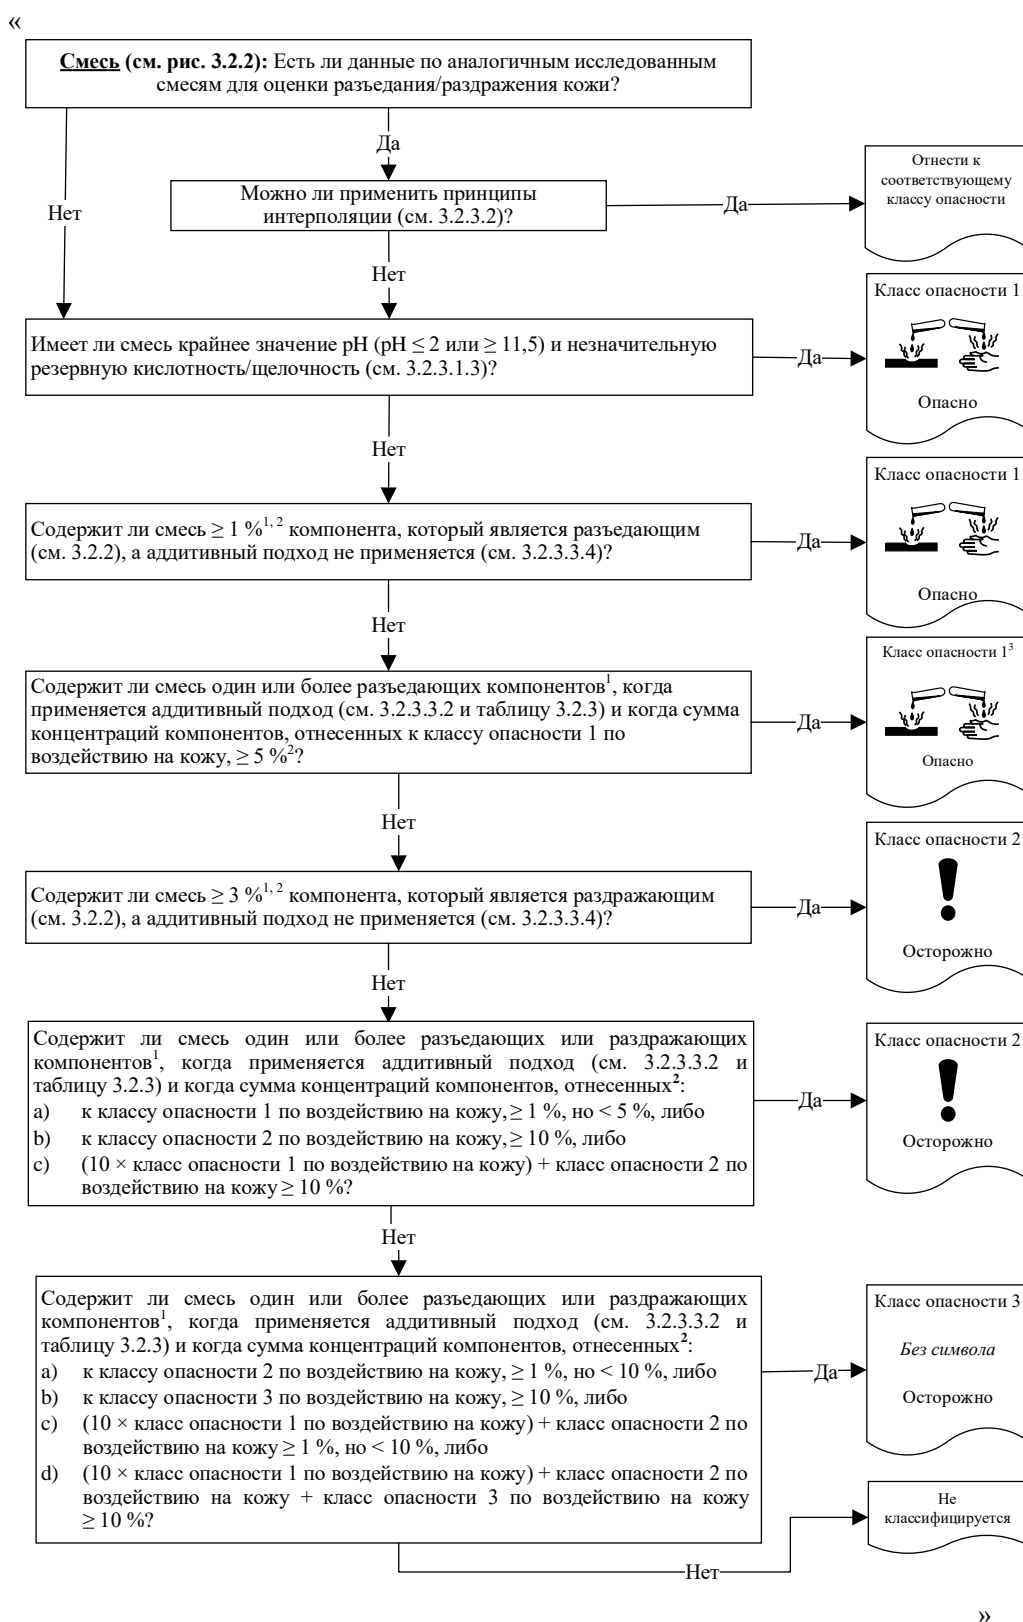 «
Смесь (см. рис. 3.2.2): Есть ли данные по аналогичным исследованным
смесям для оценки разъедания/раздражения кожи?
Да
Нет
Можно ли применить принципы
интерполяции (см. 3.2.3.2)?
Да
Отнести к
соответствующему
классу опасности
Нет
Имеет ли смесь крайнее значение pH (pH ≤ 2 или ≥ 11,5) и незначительную
резервную кислотность/щелочность (см. 3.2.3.1.3)?
Да
Класс опасности 1
Опасно
Нет
Содержит ли смесь ≥ 1 %1, 2 компонента, который является разъедающим
(см. 3.2.2), а аддитивный подход не применяется (см. 3.2.3.3.4)?
Да
Класс опасности 1
Опасно
Нет
Содержит ли смесь один или более разъедающих компонентов1, когда
применяется аддитивный подход (см. 3.2.3.3.2 и таблицу 3.2.3) и когда сумма
концентраций компонентов, отнесенных к классу опасности 1 по
воздействию на кожу, ≥ 5 %2?
Да
Класс опасности 13
Опасно
Нет
Содержит ли смесь ≥ 3 %1, 2 компонента, который является раздражающим
(см. 3.2.2), а аддитивный подход не применяется (см. 3.2.3.3.4)?
Да
Класс опасности 2
Осторожно
Нет
Содержит ли смесь один или более разъедающих или раздражающих
компонентов1, когда применяется аддитивный подход (см. 3.2.3.3.2 и
таблицу 3.2.3) и когда сумма концентраций компонентов, отнесенных2:
a) к классу опасности 1 по воздействию на кожу, ≥ 1 %, но < 5 %, либо
b) к классу опасности 2 по воздействию на кожу, ≥ 10 %, либо
c) (10 × класс опасности 1 по воздействию на кожу) + класс опасности 2 по
воздействию на кожу ≥ 10 %?
Да
Класс опасности 2
Осторожно
Нет
Содержит ли смесь один или более разъедающих или раздражающих
компонентов1, когда применяется аддитивный подход (см. 3.2.3.3.2 и
таблицу 3.2.3) и когда сумма концентраций компонентов, отнесенных2:
a) к классу опасности 2 по воздействию на кожу, ≥ 1 %, но < 10 %, либо
b) к классу опасности 3 по воздействию на кожу, ≥ 10 %, либо
c) (10 × класс опасности 1 по воздействию на кожу) + класс опасности 2 по
воздействию на кожу ≥ 1 %, но < 10 %, либо
d) (10 × класс опасности 1 по воздействию на кожу) + класс опасности 2 по
воздействию на кожу + класс опасности 3 по воздействию на кожу
≥ 10 %?
Да
Класс опасности 3
Без символа
Осторожно
Нет
Не
классифицируется
»